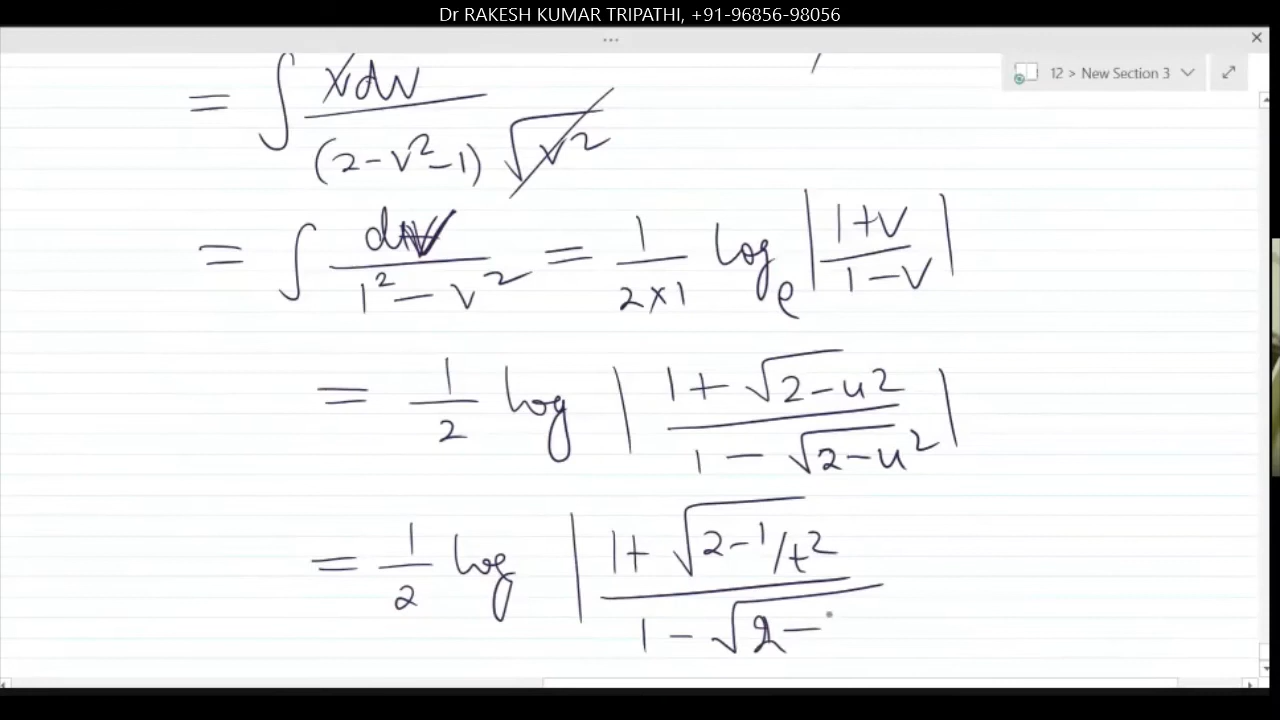 Dr RAKESH KUMAR TRIPATHI, +91-96856-98056
12 > New Section 3
= ∫ v dv / (2-v²-1) √v²
= ∫ dv / 1²-v² = 1 / 2×1 log e | 1+v / 1-v |
= 1/2 log | 1+√2-u² / 1-√2-u² |
= 1/2 log | 1+√2-1/t² / 1-√2-